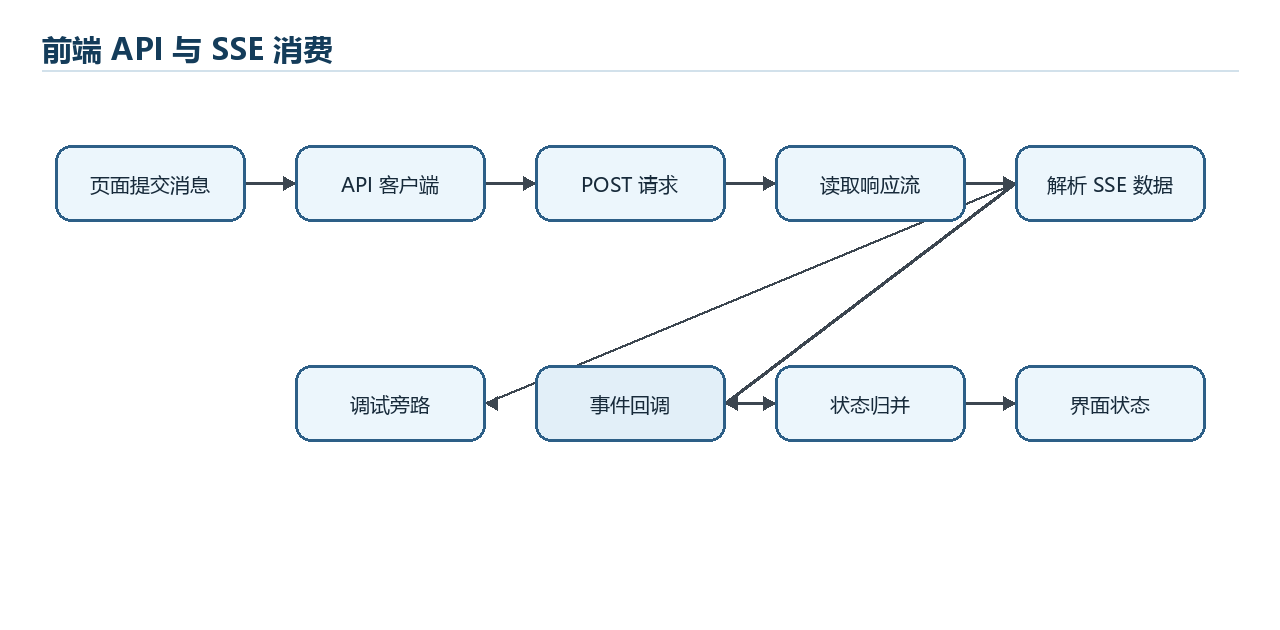 前端 API 与 SSE 消费
页面提交消息
API 客户端
POST 请求
读取响应流
解析 SSE 数据
调试旁路
事件回调
状态归并
界面状态